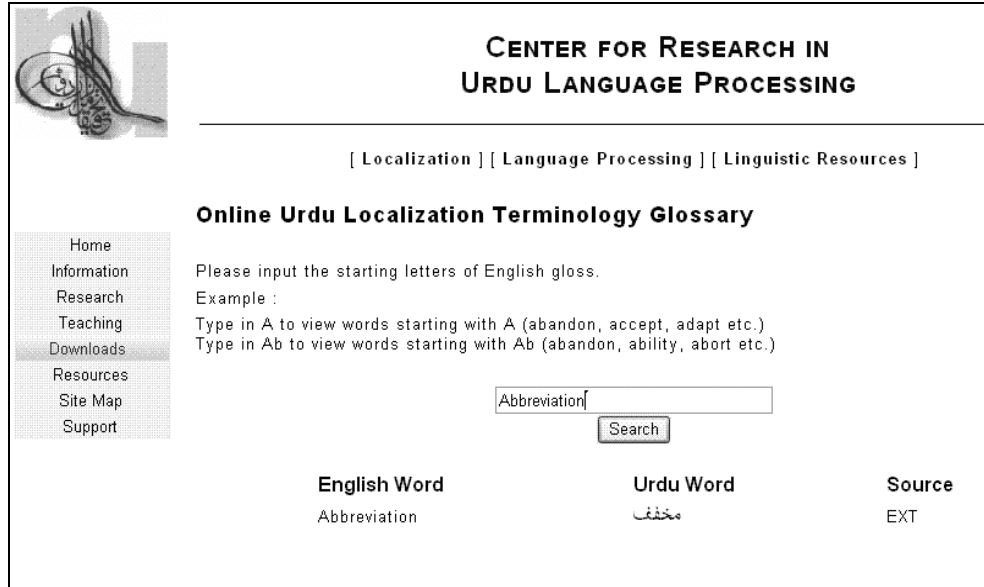 CENTER FOR RESEARCH IN
URDU LANGUAGE PROCESSING
[ Localization ] [ Language Processing ] [ Linguistic Resources ]
Online Urdu Localization Terminology Glossary
Home
Information
Research
Teaching
Downloads
Resources
Site Map
Support
Please input the starting letters of English gloss.
Example :
Type in A to view words starting with A (abandon, accept, adapt etc.)
Type in Ab to view words starting with Ab (abandon, ability, abort etc.)
Abbreviation
Search
English Word Urdu Word Source
Abbreviation مخفف EXT